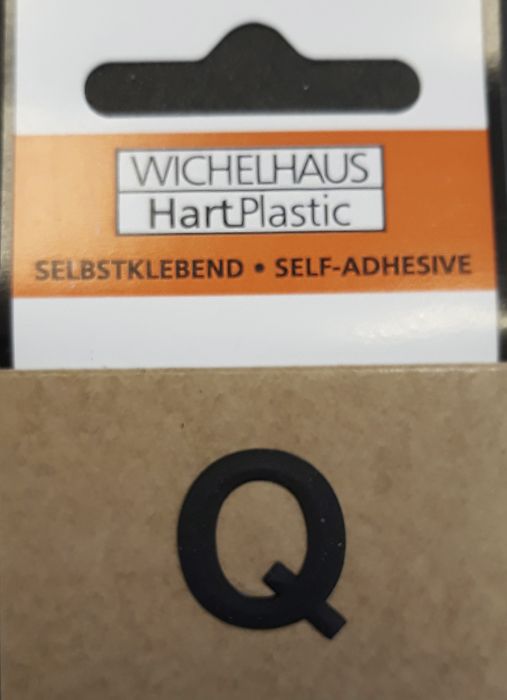 WICHELHAUS
HartPlastic
SELBSTKLEBEND • SELF-ADHESIVE
Q